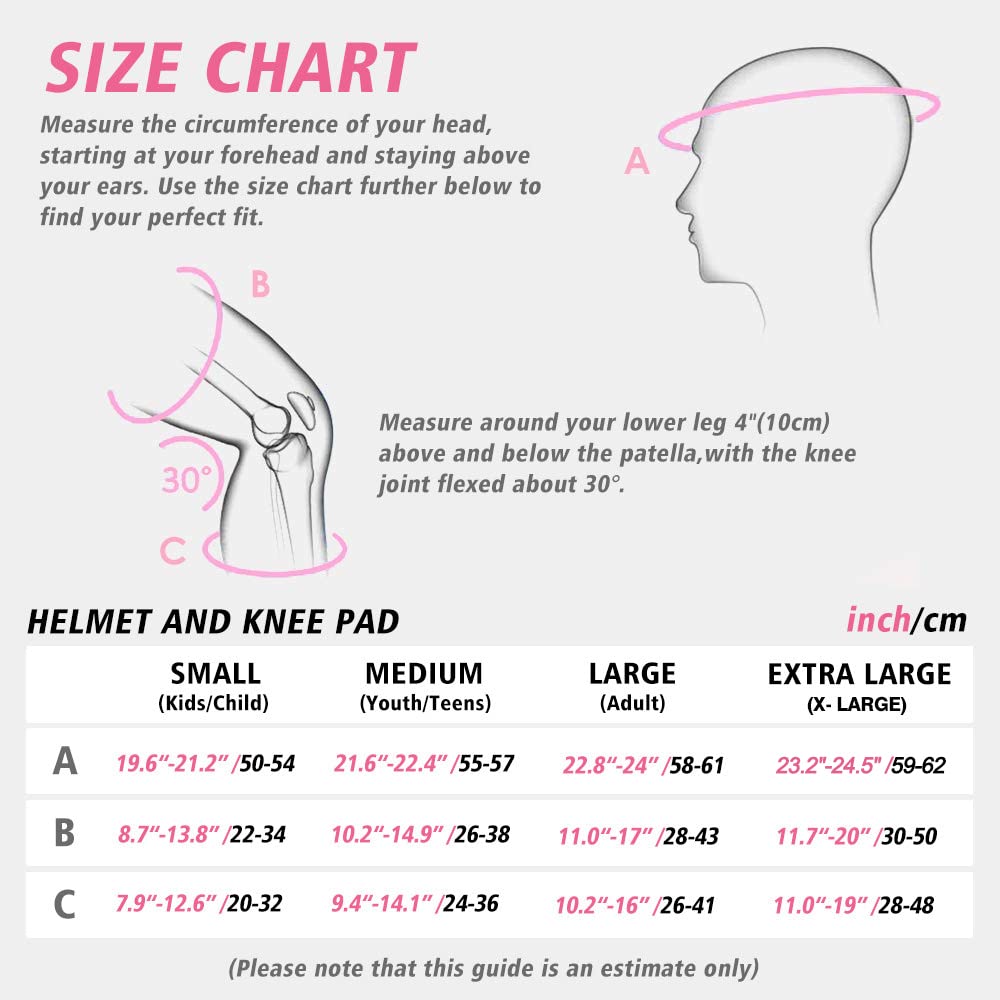 SIZE CHART
Measure the circumference of your head,
starting at your forehead and staying above
your ears. Use the size chart further below to
find your perfect fit.
A
B
Measure around your lower leg 4"(10cm)
above and below the patella,with the knee
joint flexed about 30°.
30°
C
HELMET AND KNEE PAD inch/cm
SMALL MEDIUM LARGE EXTRA LARGE
(Kids/Child) (Youth/Teens) (Adult) (X- LARGE)
A 19.6“-21.2” /50-54 21.6“-22.4” /55-57 22.8“-24” /58-61 23.2"-24.5" /59-62
B 8.7“-13.8” /22-34 10.2“-14.9” /26-38 11.0“-17” /28-43 11.7“-20” /30-50
C 7.9“-12.6” /20-32 9.4“-14.1” /24-36 10.2“-16” /26-41 11.0“-19” /28-48
(Please note that this guide is an estimate only)